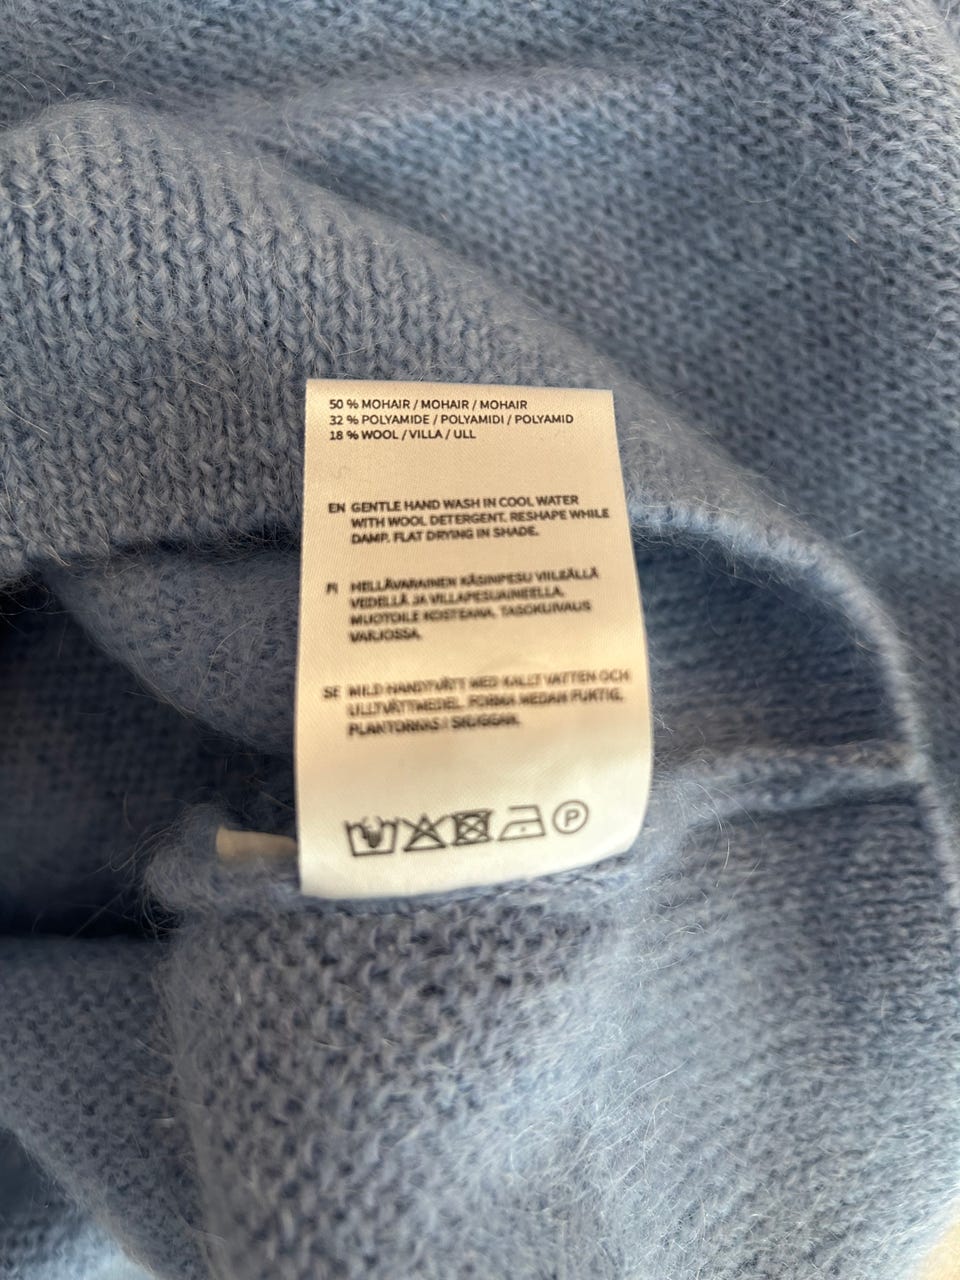 50 % MOHAIR / MOHAIR / MOHAIR
32 % POLYAMIDE / POLYAMIDI / POLYAMID
18 % WOOL / VILLA / ULL
EN GENTLE HAND WASH IN COOL WATER
WITH WOOL DETERGENT. RESHAPE WHILE
DAMP. FLAT DRYING IN SHADE.
FI HELLÄVARAINEN KÄSINPESU VIILEÄLLÄ
VEDELLÄ JA VILLAPESUAINEELLA.
MUOTOILE KOSTEANA, TASOKUIVAUS
VARJOSSA.
SE MILD HANDTVÄTT MED KALLT VATTEN OCH
ULLTVÄTTMEDEL. FORMA MEDAN FUKTIG.
PLANTORKAS I SKUGGAN.
P